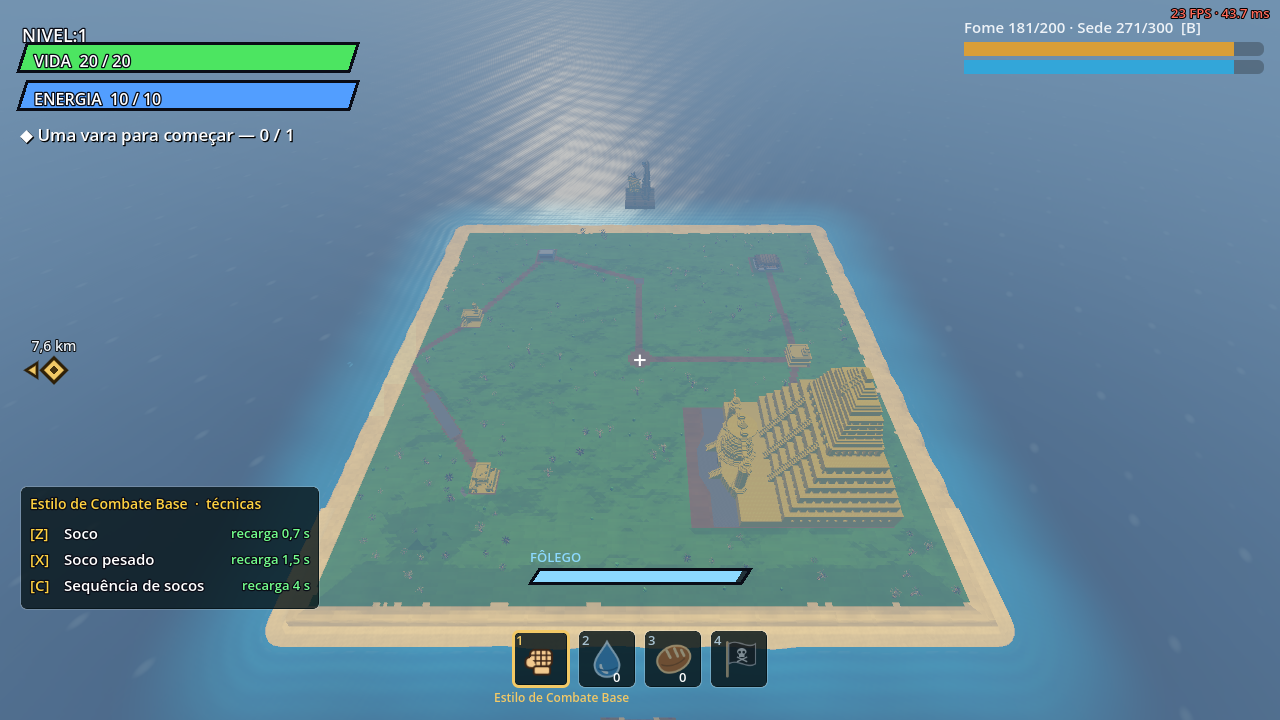 23 FPS · 43.7 ms
NIVEL:1
Fome 181/200 · Sede 271/300 [B]
VIDA 20 / 20
ENERGIA 10 / 10
◆ Uma vara para começar — 0 / 1
7,6 km
Estilo de Combate Base · técnicas
[Z] Soco recarga 0,7 s
[X] Soco pesado recarga 1,5 s
[C] Sequência de socos recarga 4 s
FÔLEGO
1 2 3 4
0 0
Estilo de Combate Base